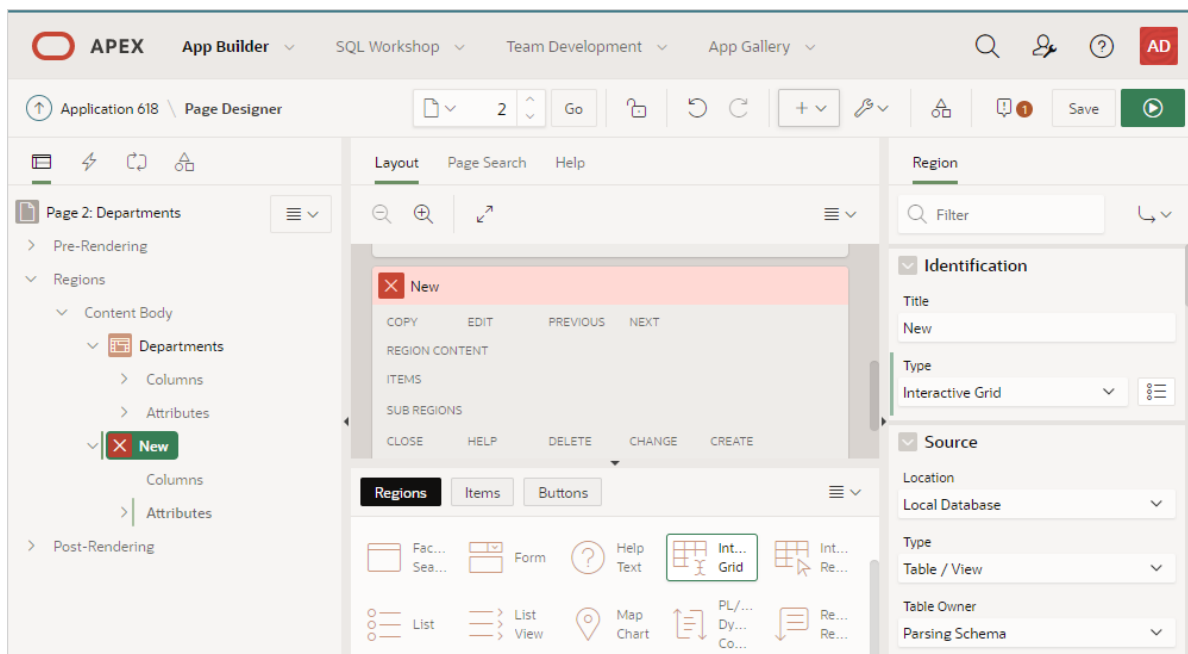 APEX App Builder SQL Workshop Team Development App Gallery AD
Application 618 \ Page Designer 2 Go 1 Save
Layout Page Search Help
Region
Page 2: Departments
Pre-Rendering
Regions
Content Body
Departments
Columns
Attributes
New
Columns
Attributes
Post-Rendering
New
COPY EDIT PREVIOUS NEXT
REGION CONTENT
ITEMS
SUB REGIONS
CLOSE HELP DELETE CHANGE CREATE
Regions Items Buttons
Fac...
Sea...
Form
Help
Text
Int...
Grid
Int...
Re...
List
List
View
Map
Chart
PL/...
Dy...
Co...
Re...
Re...
Filter
Identification
Title
New
Type
Interactive Grid
Source
Location
Local Database
Type
Table / View
Table Owner
Parsing Schema